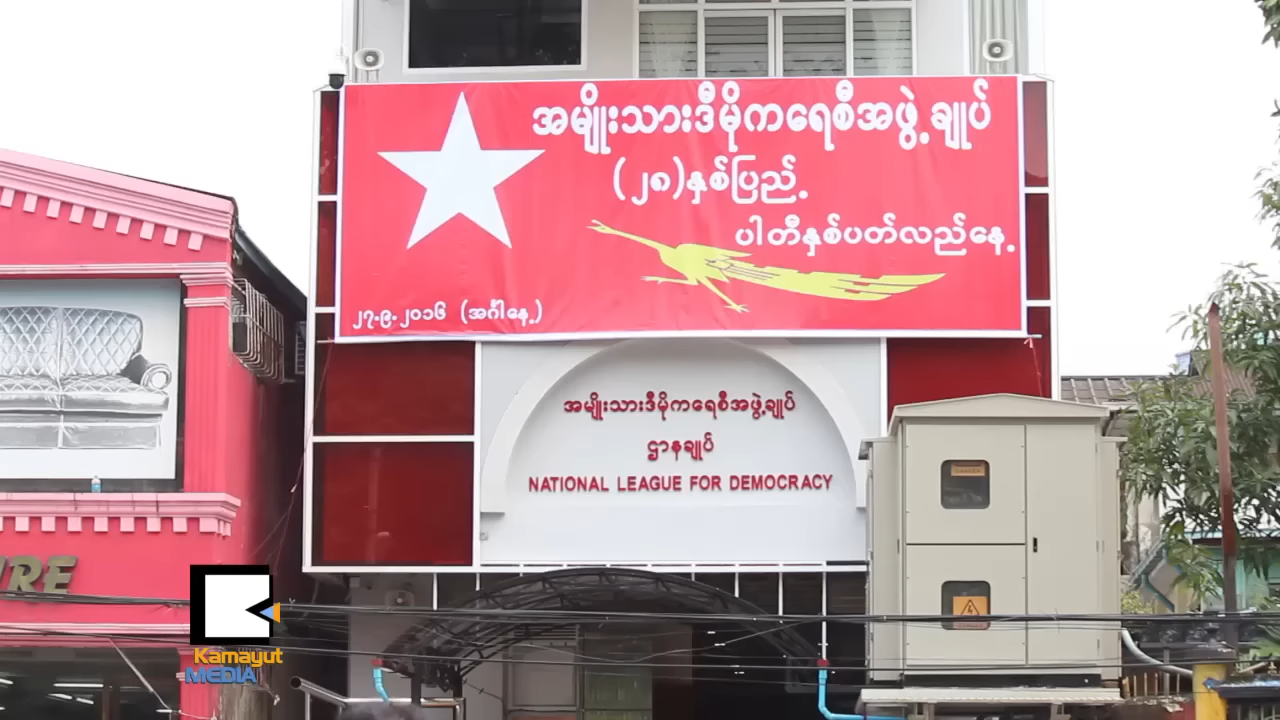 အမျိုးသားဒီမိုကရေစီအဖွဲ့ချုပ်
(၂၈)နှစ်ပြည့်
ပါတီနှစ်ပတ်လည်နေ့
၂၇.၉.၂၀၁၆ (အင်္ဂါနေ့)
အမျိုးသားဒီမိုကရေစီအဖွဲ့ချုပ်
ဌာနချုပ်
NATIONAL LEAGUE FOR DEMOCRACY
Kamayut
MEDIA